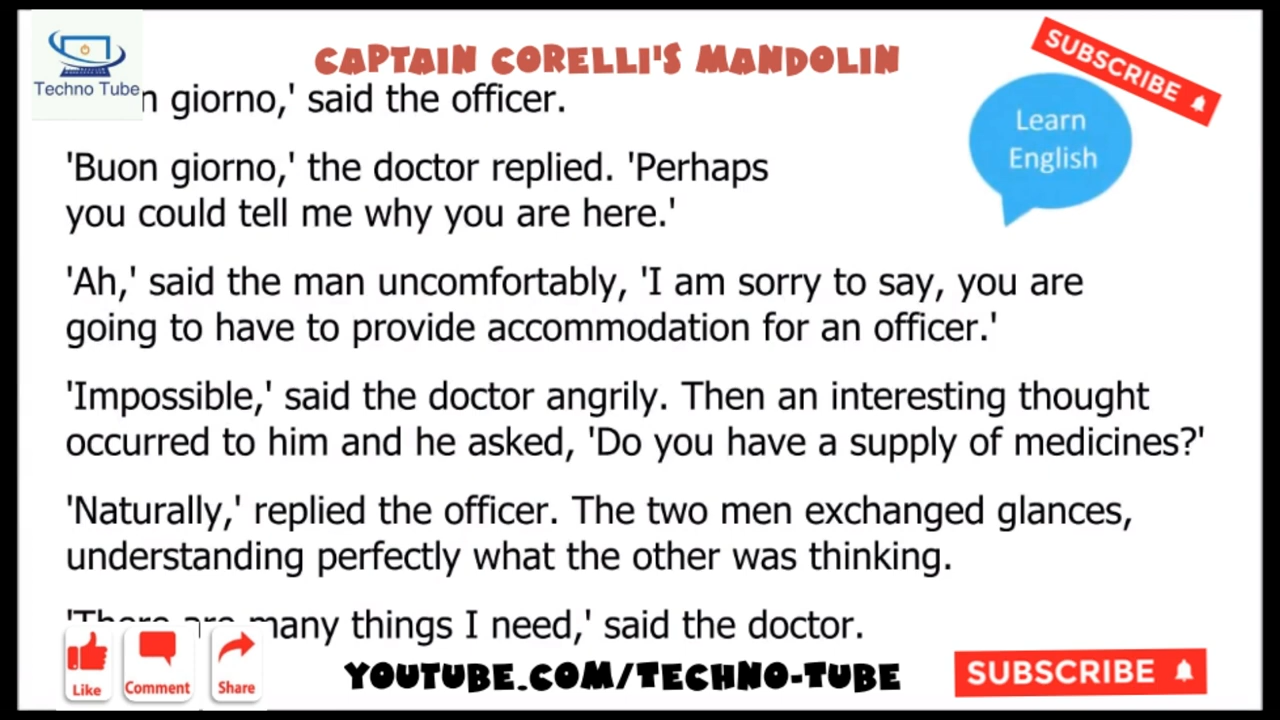 CAPTAIN CORELLI'S MANDOLIN
SUBSCRIBE
Techno Tube
n giorno,' said the officer.
Learn
English
'Buon giorno,' the doctor replied. 'Perhaps
you could tell me why you are here.'
'Ah,' said the man uncomfortably, 'I am sorry to say, you are
going to have to provide accommodation for an officer.'
'Impossible,' said the doctor angrily. Then an interesting thought
occurred to him and he asked, 'Do you have a supply of medicines?'
'Naturally,' replied the officer. The two men exchanged glances,
understanding perfectly what the other was thinking.
'There are many things I need,' said the doctor.
Like
Comment
Share
YOUTUBE.COM/TECHNO-TUBE
SUBSCRIBE